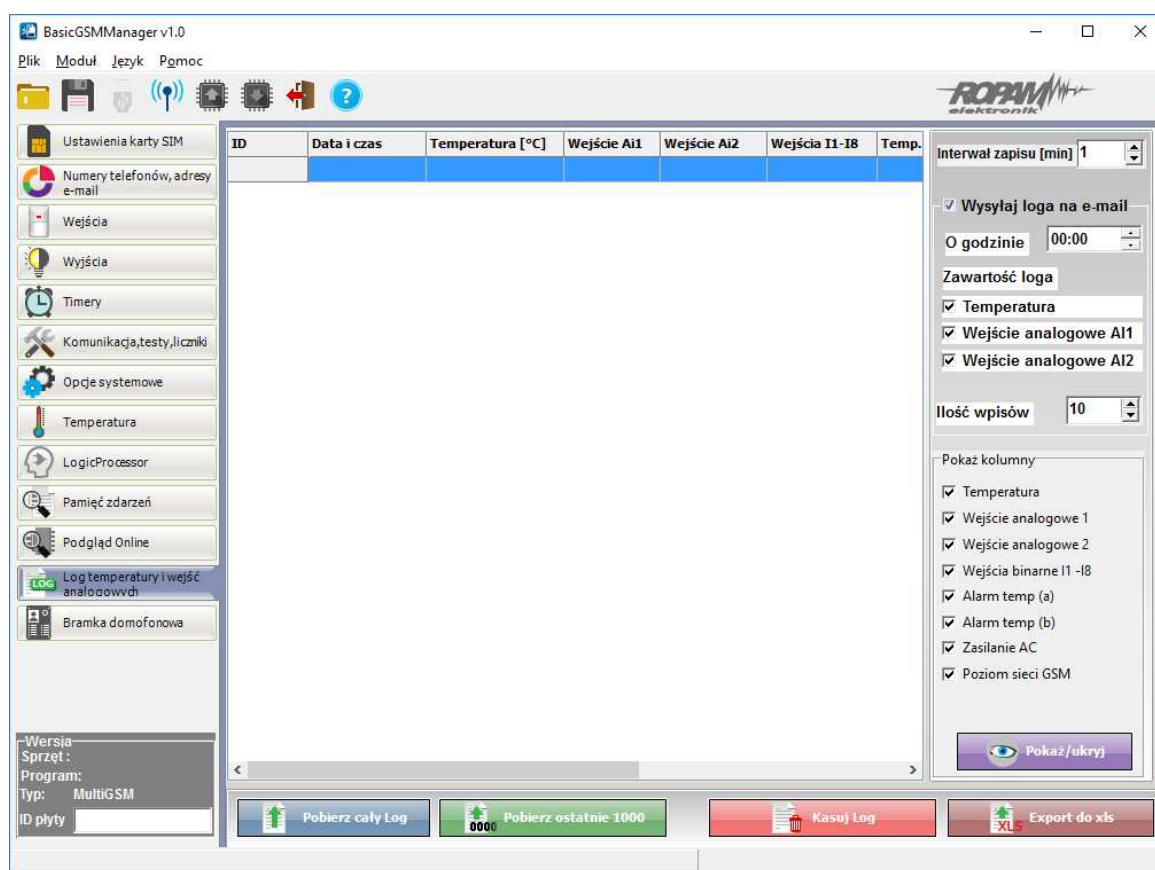 BasicGSMManager v1.0
Plik Moduł Język Pomoc
ROPAM
elektronik
Ustawienia karty SIM
Numery telefonów, adresy
e-mail
Wejścia
Wyjścia
Timery
Komunikacja,testy,liczniki
Opcje systemowe
Temperatura
LogicProcessor
Pamięć zdarzeń
Podgląd Online
LOG
Log temperatury i wejść
analogowych
Bramka domofonowa
Wersja
Sprzęt :
Program:
Typ: MultiGSM
ID płyty
ID Data i czas Temperatura [°C] Wejście Ai1 Wejście Ai2 Wejścia I1-I8 Temp.
Interwał zapisu [min] 1
Wysyłaj loga na e-mail
O godzinie 00:00
Zawartość loga
Temperatura
Wejście analogowe AI1
Wejście analogowe AI2
Ilość wpisów 10
Pokaż kolumny
Temperatura
Wejście analogowe 1
Wejście analogowe 2
Wejścia binarne I1 -I8
Alarm temp (a)
Alarm temp (b)
Zasilanie AC
Poziom sieci GSM
Pokaż/ukryj
Pobierz cały Log
0000 Pobierz ostatnie 1000
Kasuj Log
XLS Export do xls